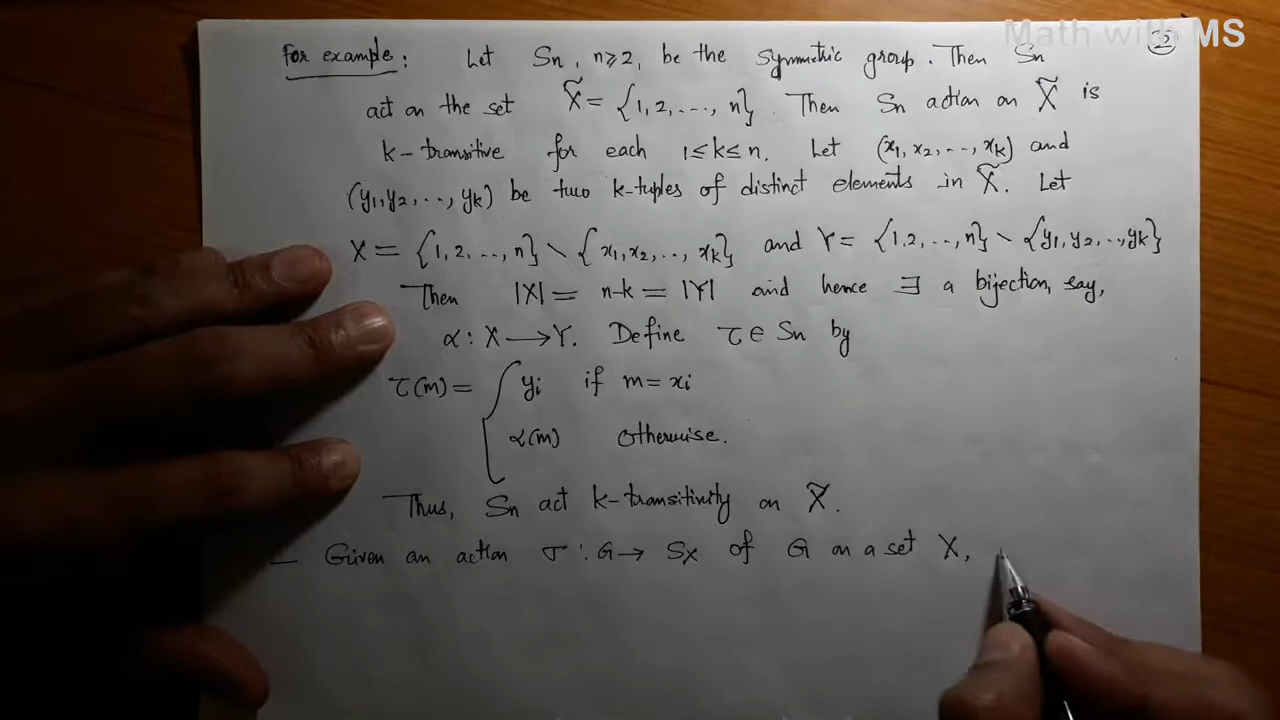 Math with MS
For example: Let Sn, n≥2, be the symmetric group. Then Sn
②
act on the set X̃ = {1, 2, ..., n}. Then Sn action on X̃ is
k-transitive for each 1≤k≤n. Let (x₁, x₂, .., xₖ) and
(y₁, y₂, .., yₖ) be two k-tuples of distinct elements in X̃. Let
X = {1, 2, .., n} \ {x₁, x₂, .., xₖ} and Y = {1, 2, .., n} \ {y₁, y₂, .., yₖ}
Then |X| = n-k = |Y| and hence ∃ a bijection, say,
α : X → Y. Define τ ∈ Sn by
τ(m) = { yᵢ if m = xᵢ
α(m) otherwise.
Thus, Sn act k-transitivity on X̃.
— Given an action σ : G → Sx of G on a set X,